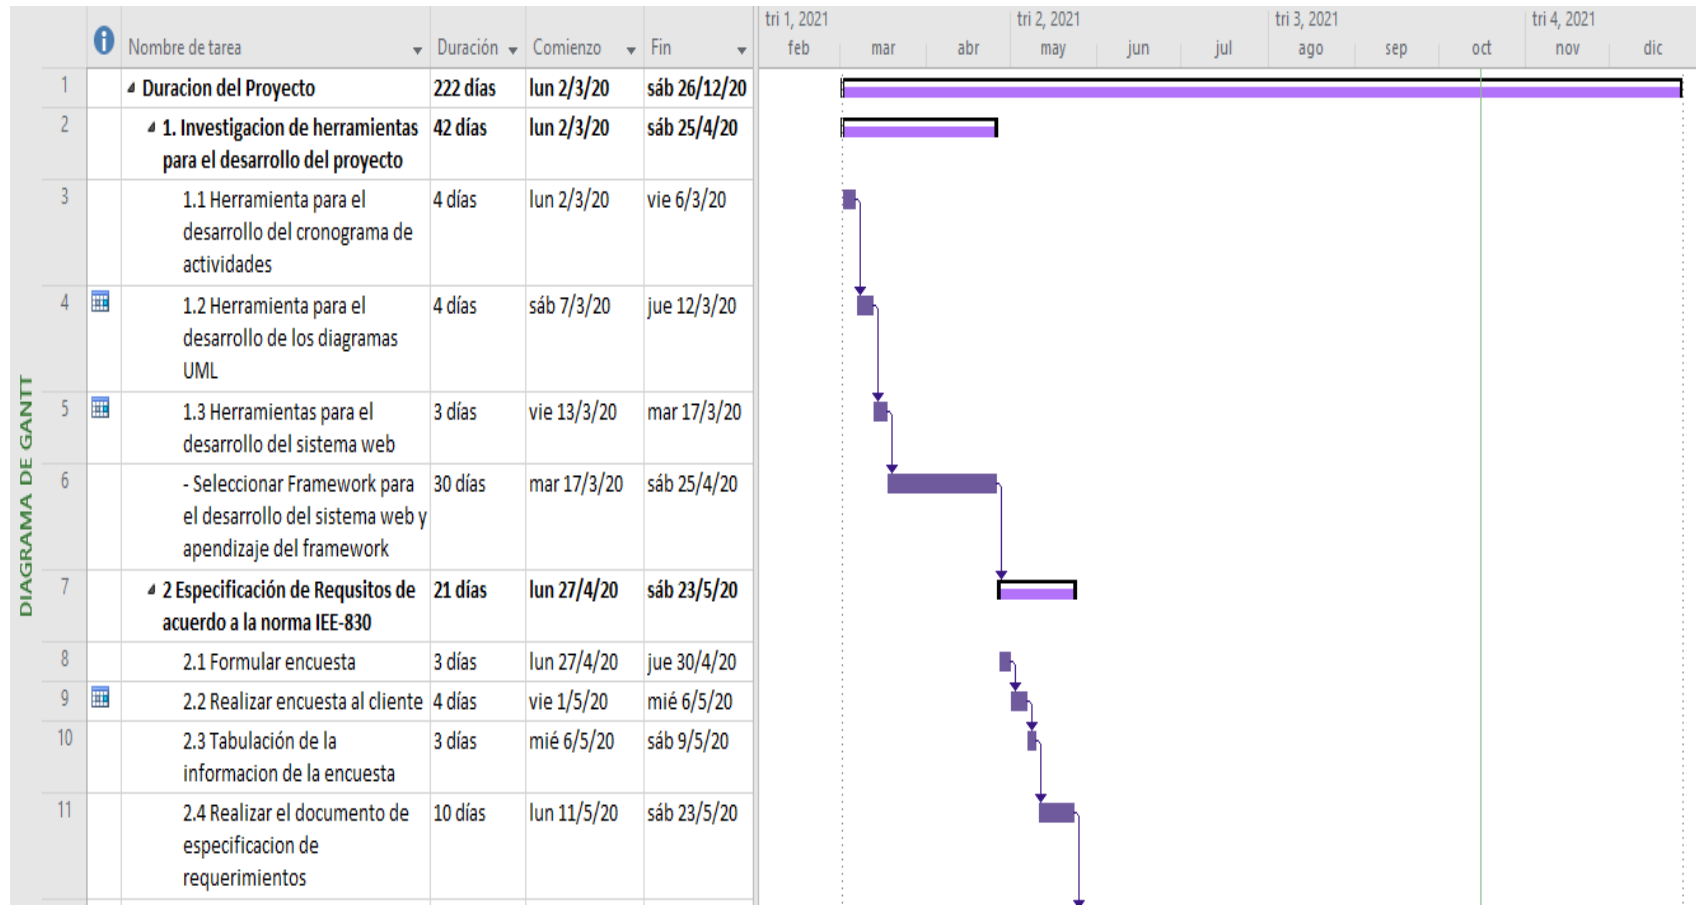 tri 1, 2021 tri 2, 2021 tri 3, 2021 tri 4, 2021
Nombre de tarea Duración Comienzo Fin feb mar abr may jun jul ago sep oct nov dic
1 Duracion del Proyecto 222 días lun 2/3/20 sáb 26/12/20
2 1. Investigacion de herramientas 42 días lun 2/3/20 sáb 25/4/20
para el desarrollo del proyecto
3 1.1 Herramienta para el 4 días lun 2/3/20 vie 6/3/20
desarrollo del cronograma de
actividades
4 1.2 Herramienta para el 4 días sáb 7/3/20 jue 12/3/20
desarrollo de los diagramas
UML
5 1.3 Herramientas para el 3 días vie 13/3/20 mar 17/3/20
desarrollo del sistema web
6 - Seleccionar Framework para 30 días mar 17/3/20 sáb 25/4/20
el desarrollo del sistema web y
apendizaje del framework
7 2 Especificación de Requsitos de 21 días lun 27/4/20 sáb 23/5/20
acuerdo a la norma IEE-830
8 2.1 Formular encuesta 3 días lun 27/4/20 jue 30/4/20
9 2.2 Realizar encuesta al cliente 4 días vie 1/5/20 mié 6/5/20
10 2.3 Tabulación de la 3 días mié 6/5/20 sáb 9/5/20
informacion de la encuesta
11 2.4 Realizar el documento de 10 días lun 11/5/20 sáb 23/5/20
especificacion de
requerimientos
DIAGRAMA DE GANTT